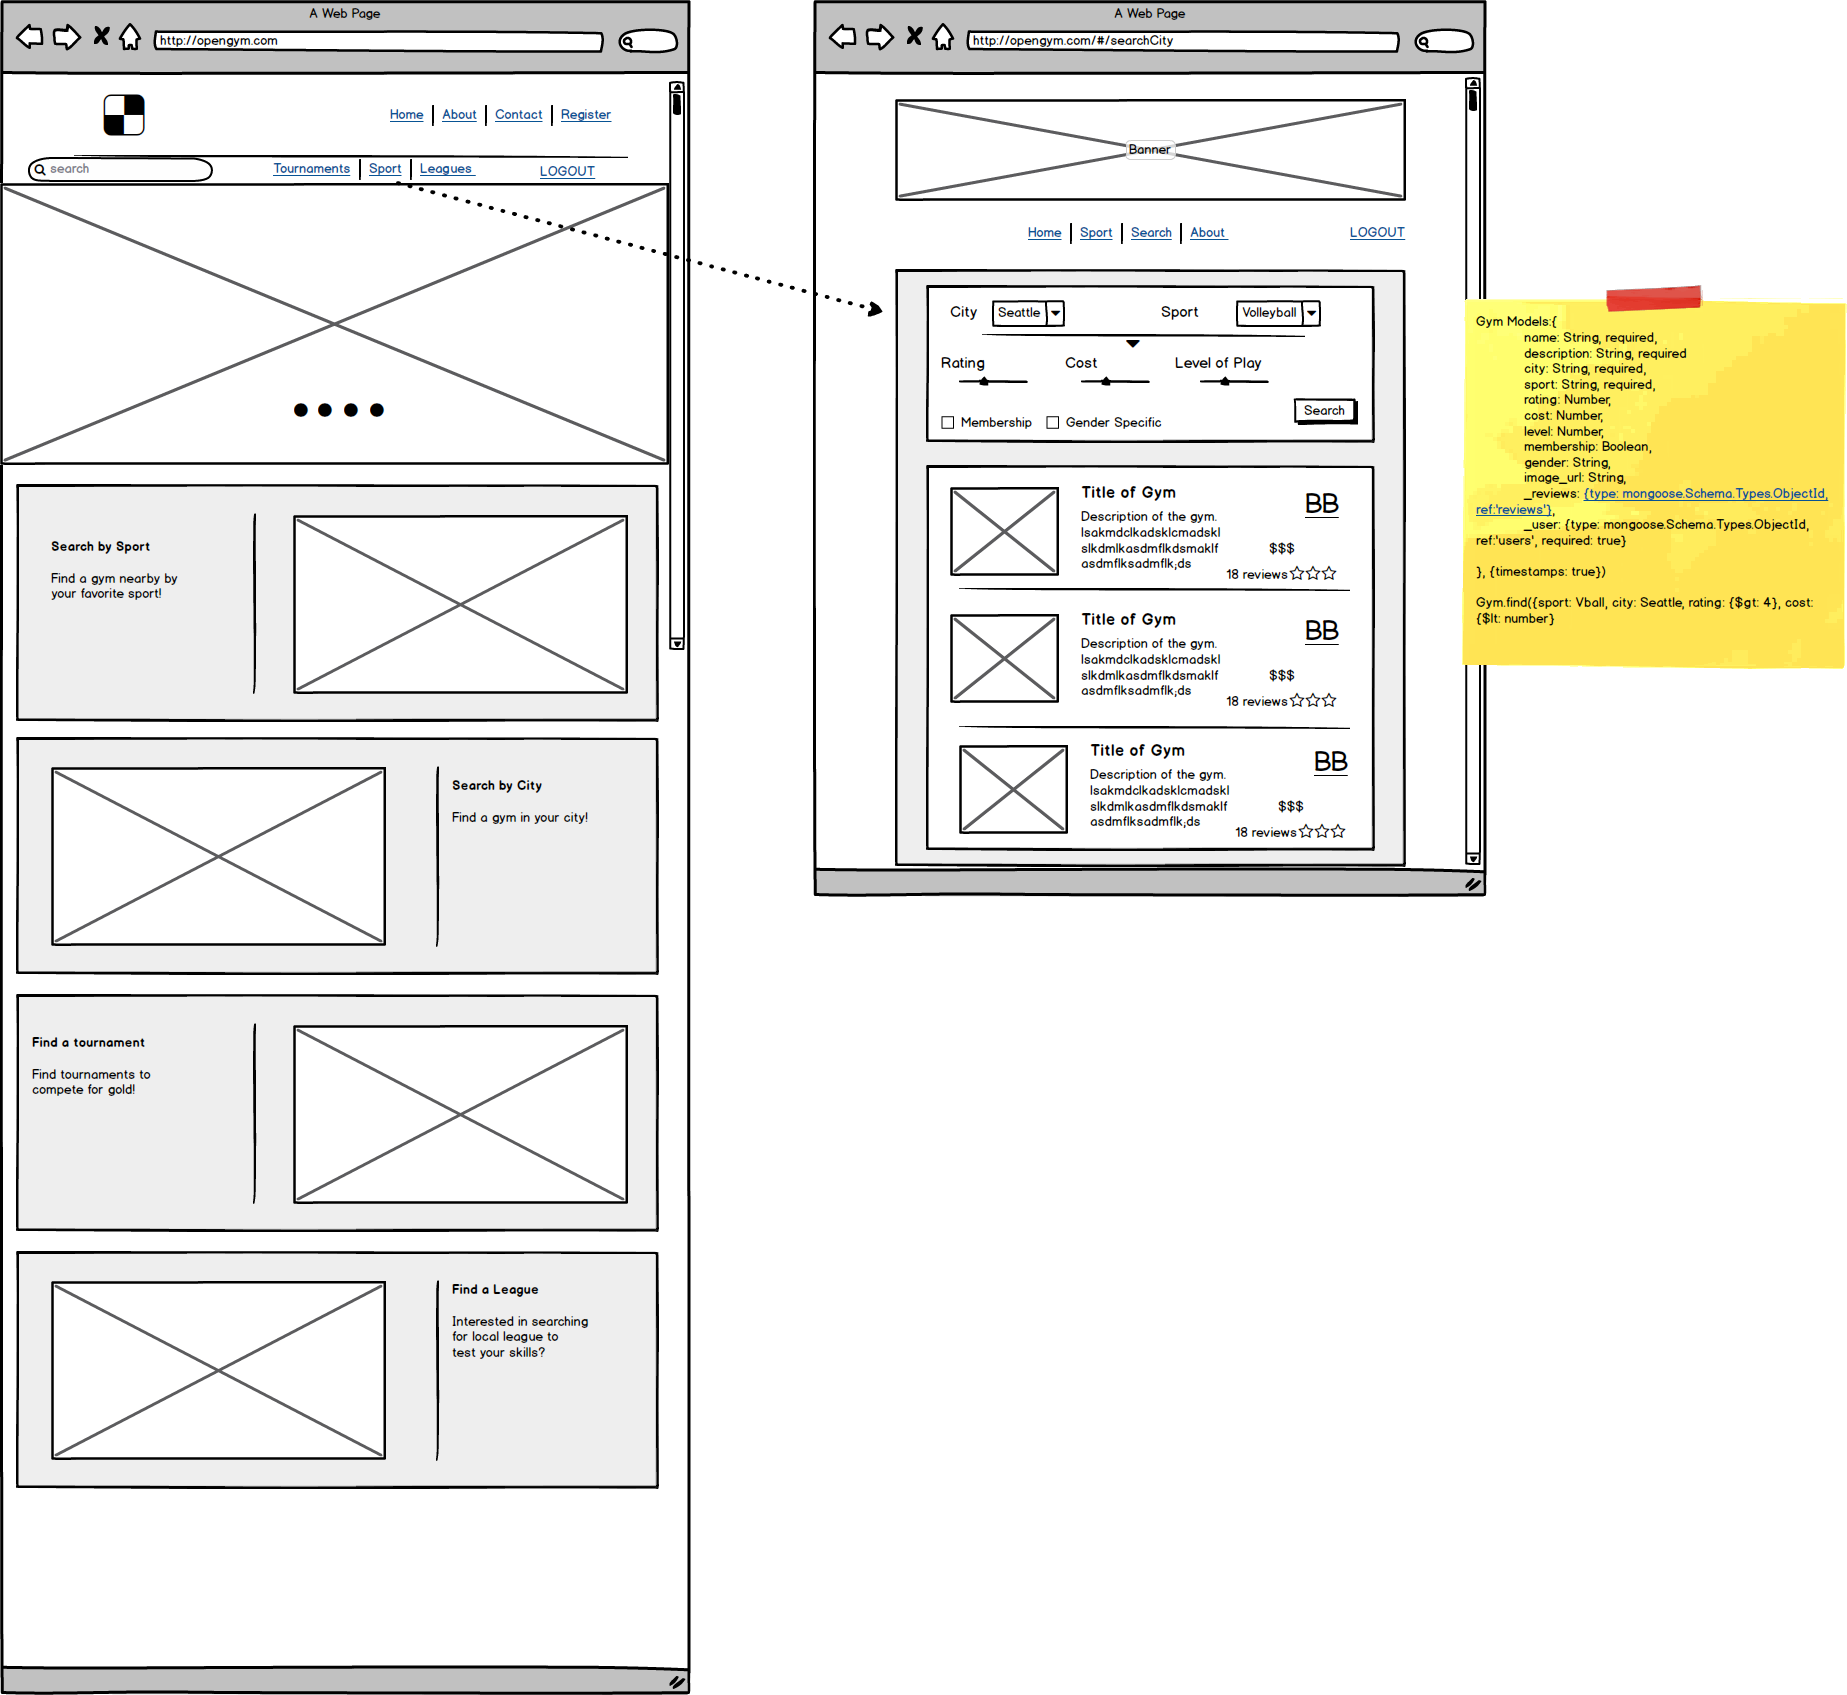 A Web Page
http://opengym.com
Home | About | Contact | Register
search
Tournaments | Sport | Leagues
LOGOUT
Search by Sport
Find a gym nearby by
your favorite sport!
Search by City
Find a gym in your city!
Find a tournament
Find tournaments to
compete for gold!
Find a League
Interested in searching
for local league to
test your skills?
A Web Page
http://opengym.com/#/searchCity
Banner
Home | Sport | Search | About
LOGOUT
City Seattle Sport Volleyball
Rating Cost Level of Play
Membership Gender Specific
Search
Title of Gym
BB
Description of the gym.
lsakmdclkadsklcmadskl
slkdmlkasdmflkdsmaklf
asdmflksadmflk;ds
$$$
18 reviews
Title of Gym
BB
Description of the gym.
lsakmdclkadsklcmadskl
slkdmlkasdmflkdsmaklf
asdmflksadmflk;ds
$$$
18 reviews
Title of Gym
BB
Description of the gym.
lsakmdclkadsklcmadskl
slkdmlkasdmflkdsmaklf
asdmflksadmflk;ds
$$$
18 reviews
Gym Models:{
name: String, required,
description: String, required
city: String, required,
sport: String, required,
rating: Number,
cost: Number,
level: Number,
membership: Boolean,
gender: String,
image_url: String,
_reviews: {type: mongoose.Schema.Types.ObjectId,
ref:'reviews'},
_user: {type: mongoose.Schema.Types.ObjectId,
ref:'users', required: true}
}, {timestamps: true})
Gym.find({sport: Vball, city: Seattle, rating: {$gt: 4}, cost:
{$lt: number}